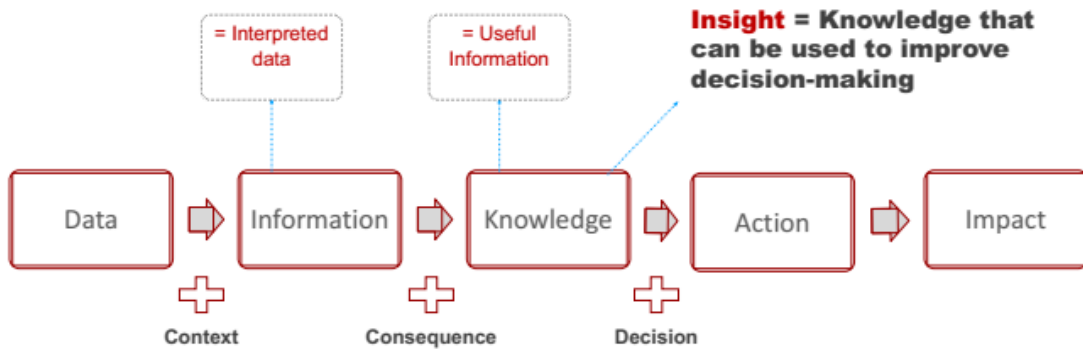 = Interpreted
data
= Useful
Information
Insight = Knowledge that
can be used to improve
decision-making
Data
Information
Knowledge
Action
Impact
Context
Consequence
Decision